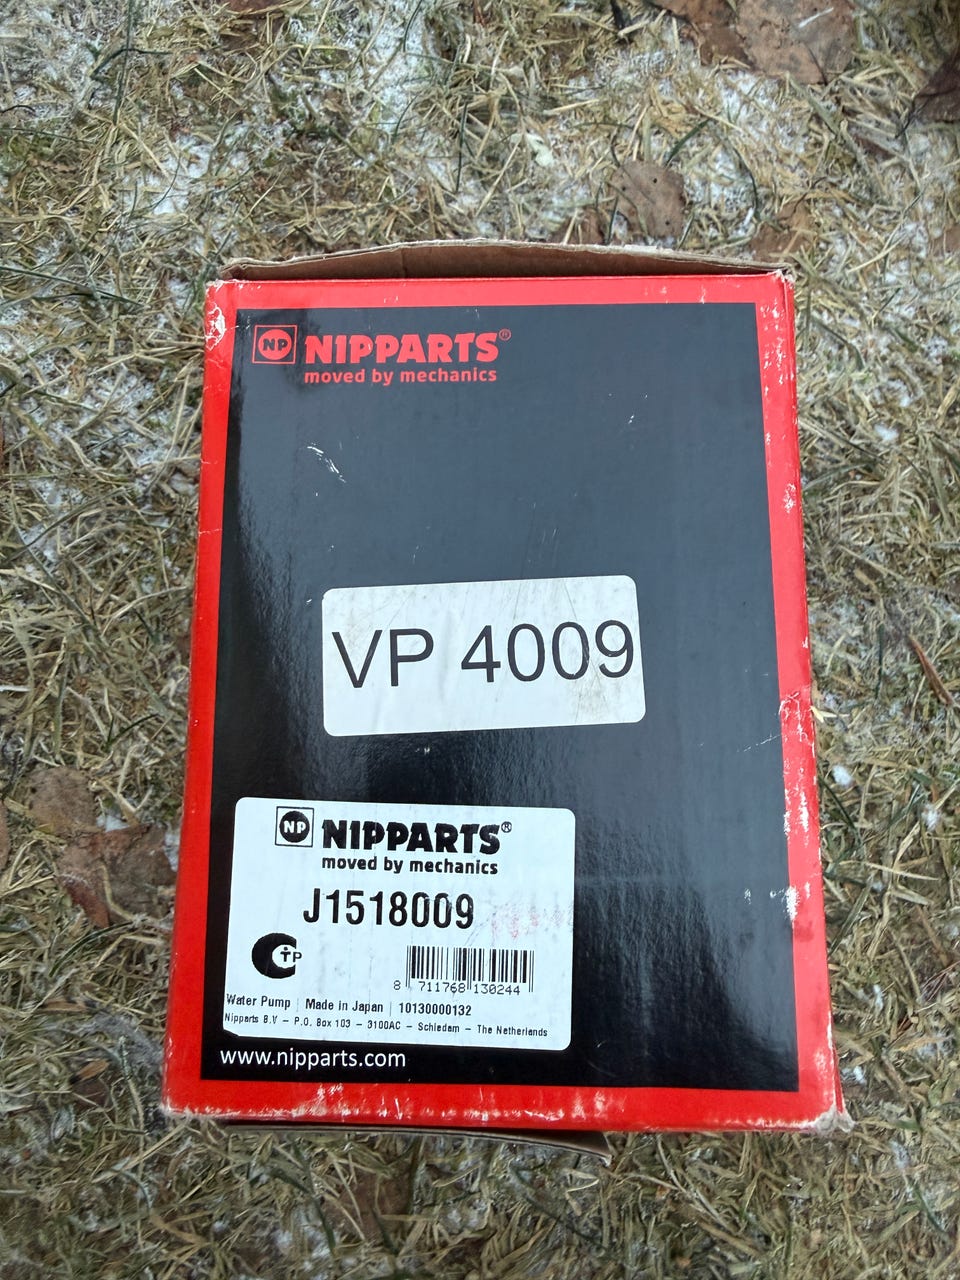 NP NIPPARTS®
moved by mechanics
VP 4009
NP NIPPARTS®
moved by mechanics
J1518009
C TP
8 711768 130244
Water Pump | Made in Japan | 10130000132
Nipparts B.V - P.O. Box 103 - 3100AC - Schiedam - The Netherlands
www.nipparts.com